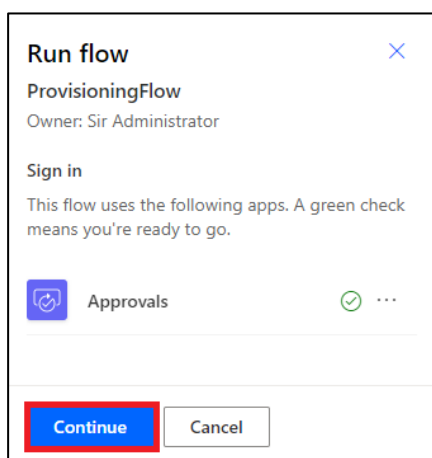 Run flow
ProvisioningFlow
Owner: Sir Administrator
Sign in
This flow uses the following apps. A green check
means you're ready to go.
Approvals
Continue
Cancel